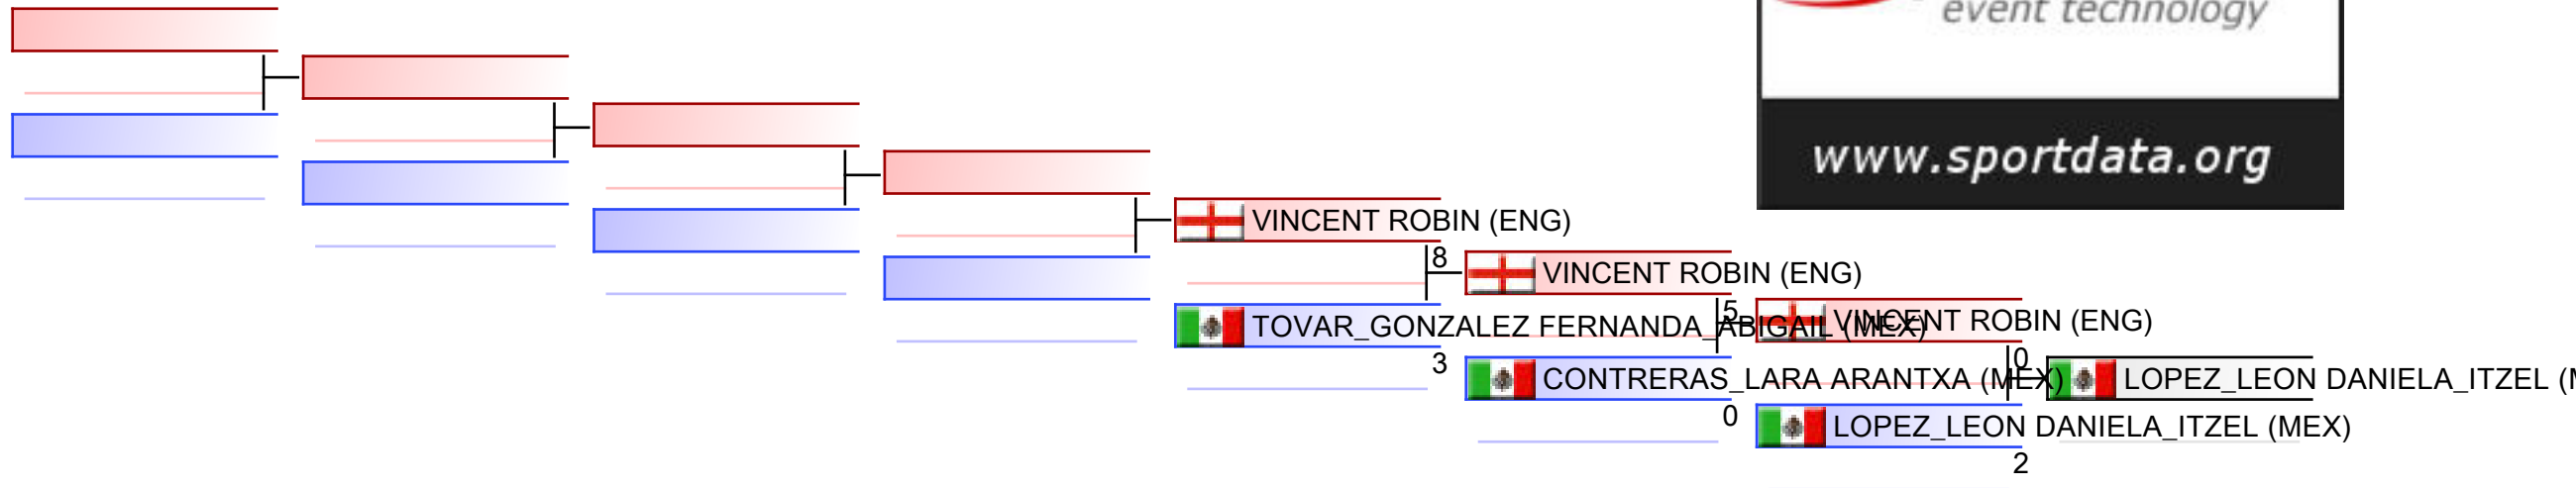 event technology
www.sportdata.org
VINCENT ROBIN (ENG)
8
VINCENT ROBIN (ENG)
TOVAR_GONZALEZ FERNANDA_ABIGAIL (MEX)
5
VINCENT ROBIN (ENG)
3
CONTRERAS_LARA ARANTXA (MEX)
0
LOPEZ_LEON DANIELA_ITZEL (M
0
LOPEZ_LEON DANIELA_ITZEL (MEX)
2